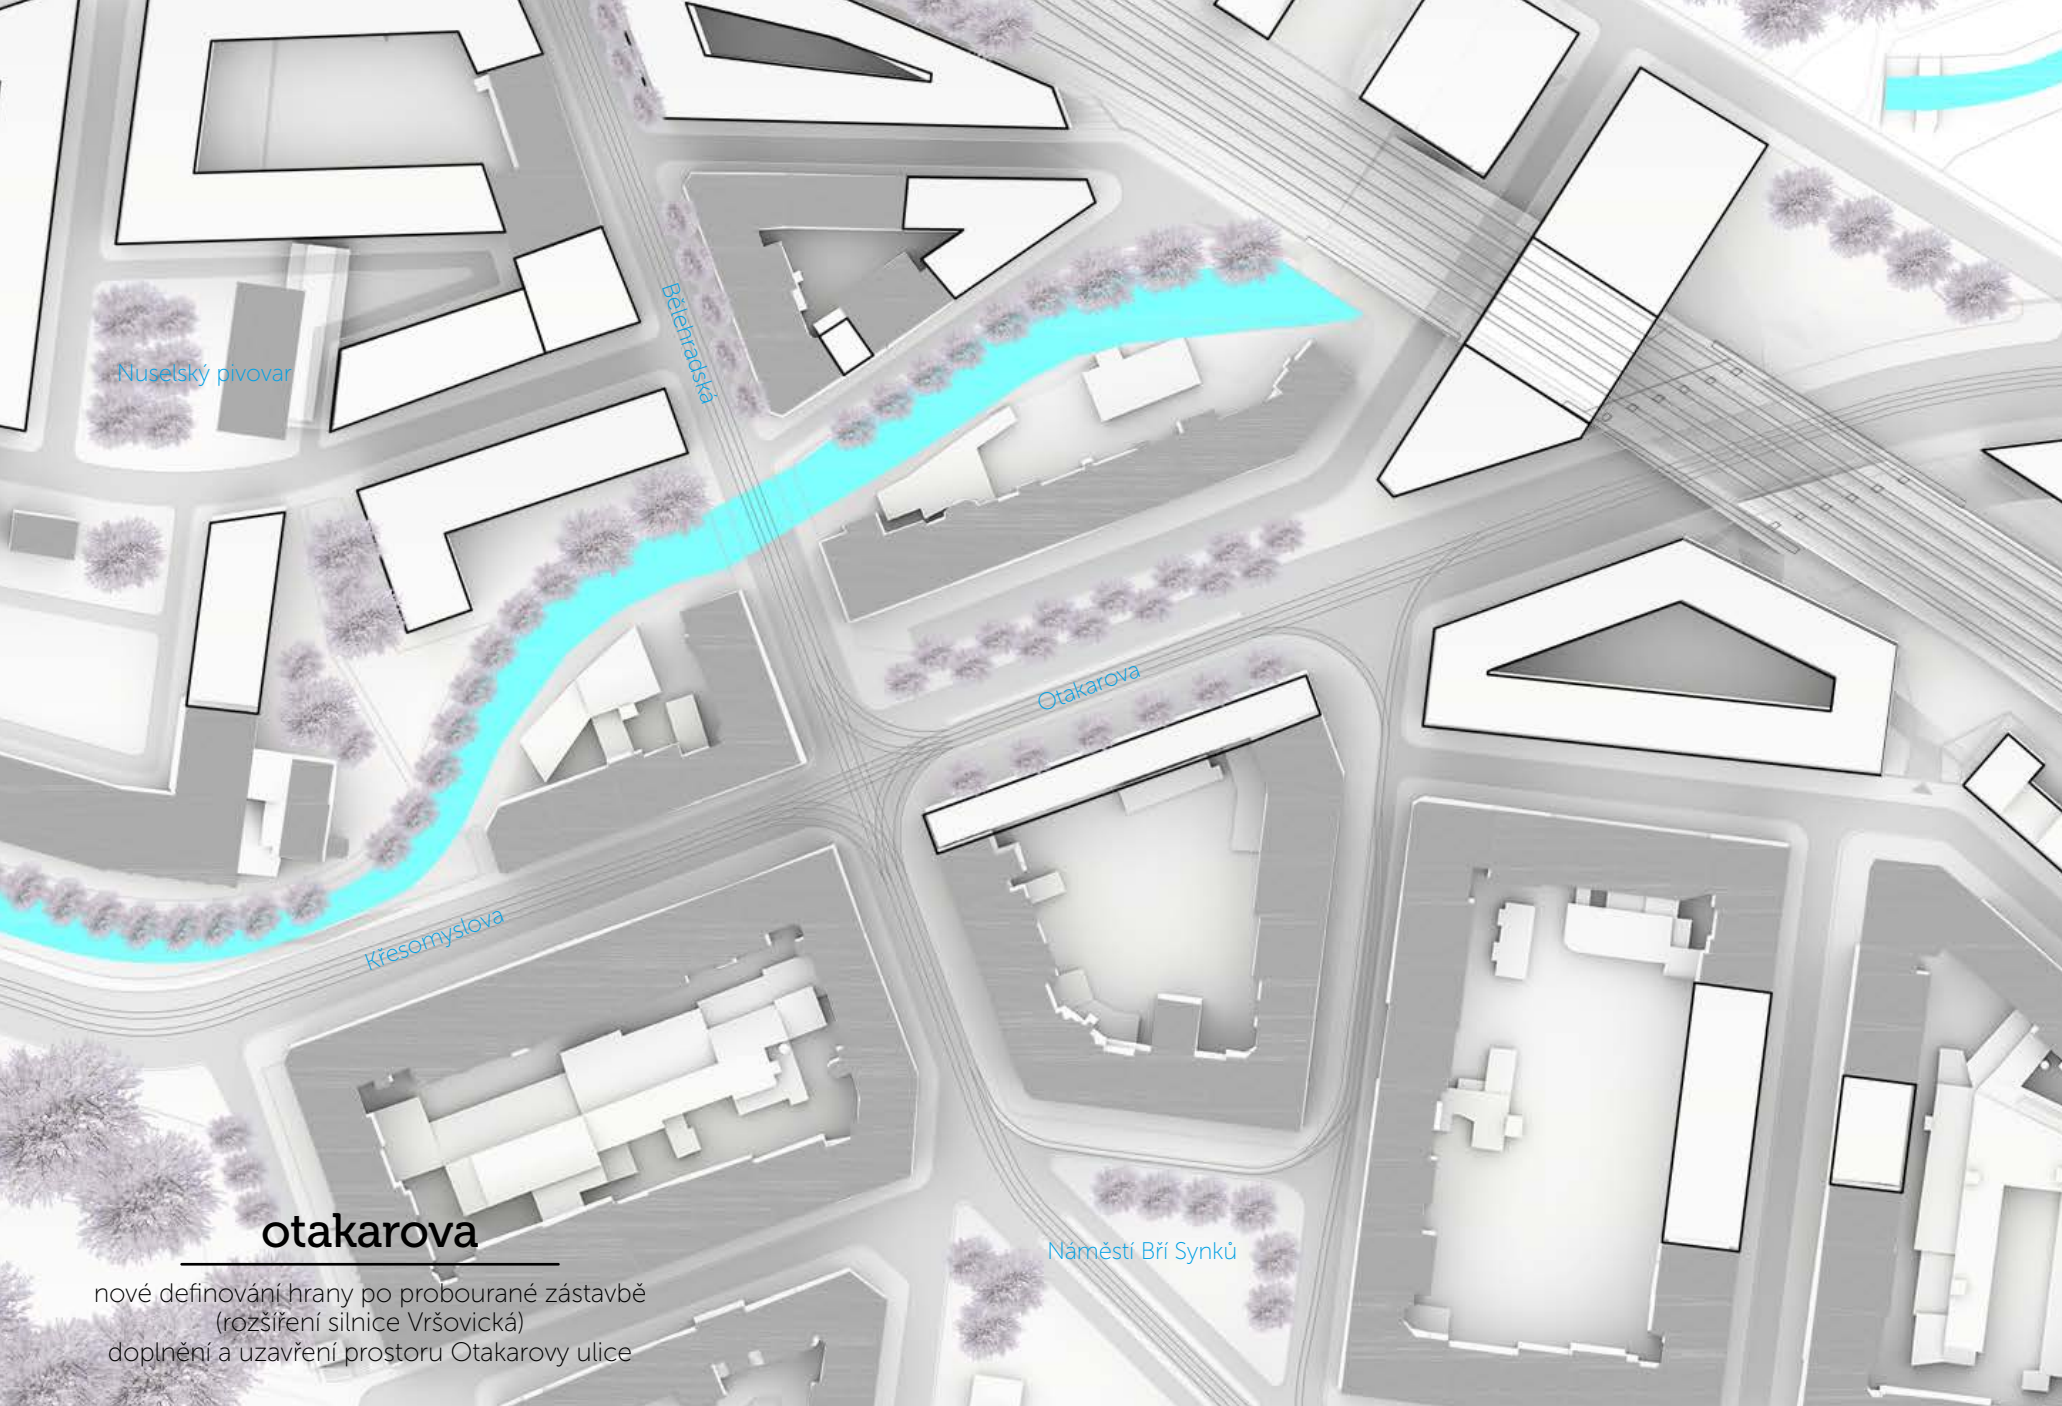 Bělehradská
Nuselský pivovar
Otakarova
Křesomyslova
Náměstí Bří Synků
otakarova
nové definování hrany po probourané zástavbě
(rozšíření silnice Vršovická)
doplnění a uzavření prostoru Otakarovy ulice